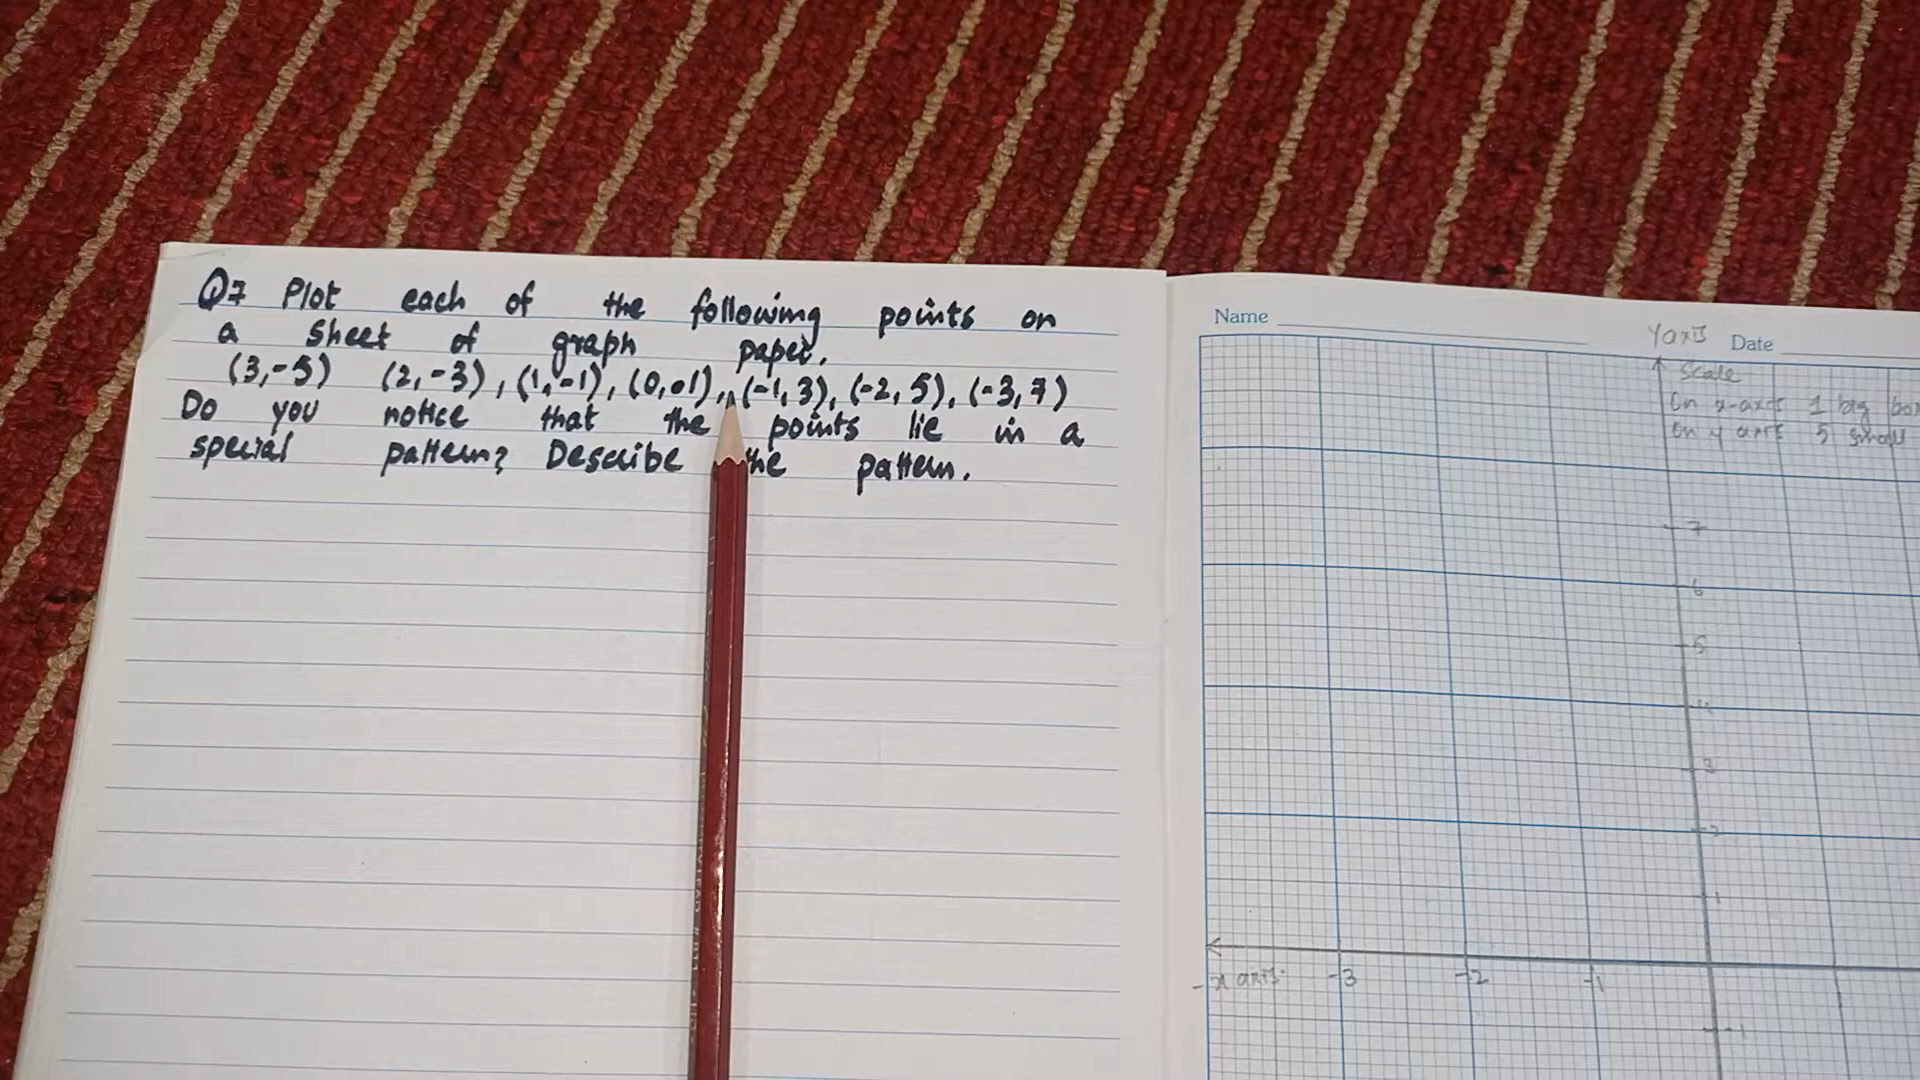 Q7 Plot each of the following points on
a sheet of graph paper.
(3,-5) (2,-3), (1,-1), (0,01), (-1,3), (-2,5), (-3,7)
Do you notice that the points lie in a
special pattern? Describe the pattern.
Name
Y axis Date
Scale
On x-axis 1 big box
On y axis 5 small
7
6
5
4
3
2
1
-x axis -3 -2 -1
-1